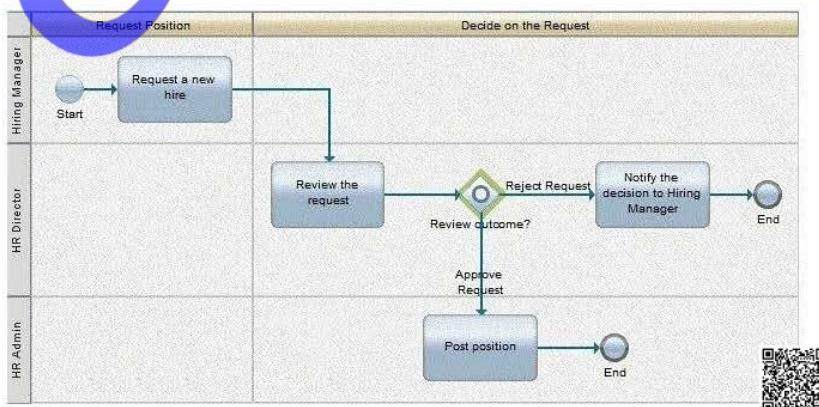 Request Position
Decide on the Request
Hiring Manager
Start
Request a new
hire
HR Director
Review the
request
Review outcome?
Reject Request
Notify the
decision to Hiring
Manager
End
Approve
Request
HR Admin
Post position
End